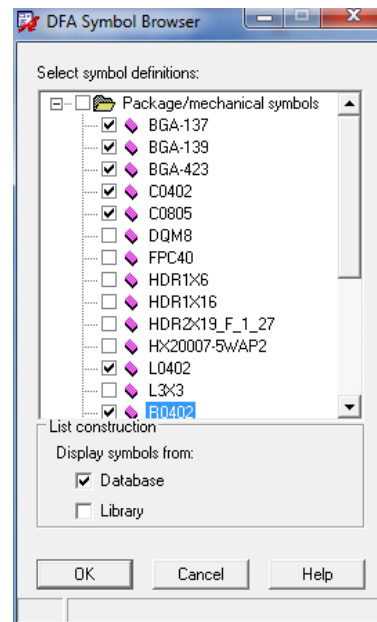 DFA Symbol Browser
Select symbol definitions:
Package/mechanical symbols
BGA-137
BGA-139
BGA-423
C0402
C0805
DQM8
FPC40
HDR1X6
HDR1X16
HDR2X19_F_1_27
HX20007-5WAP2
L0402
L3X3
R0402
List construction
Display symbols from:
Database
Library
OK Cancel Help